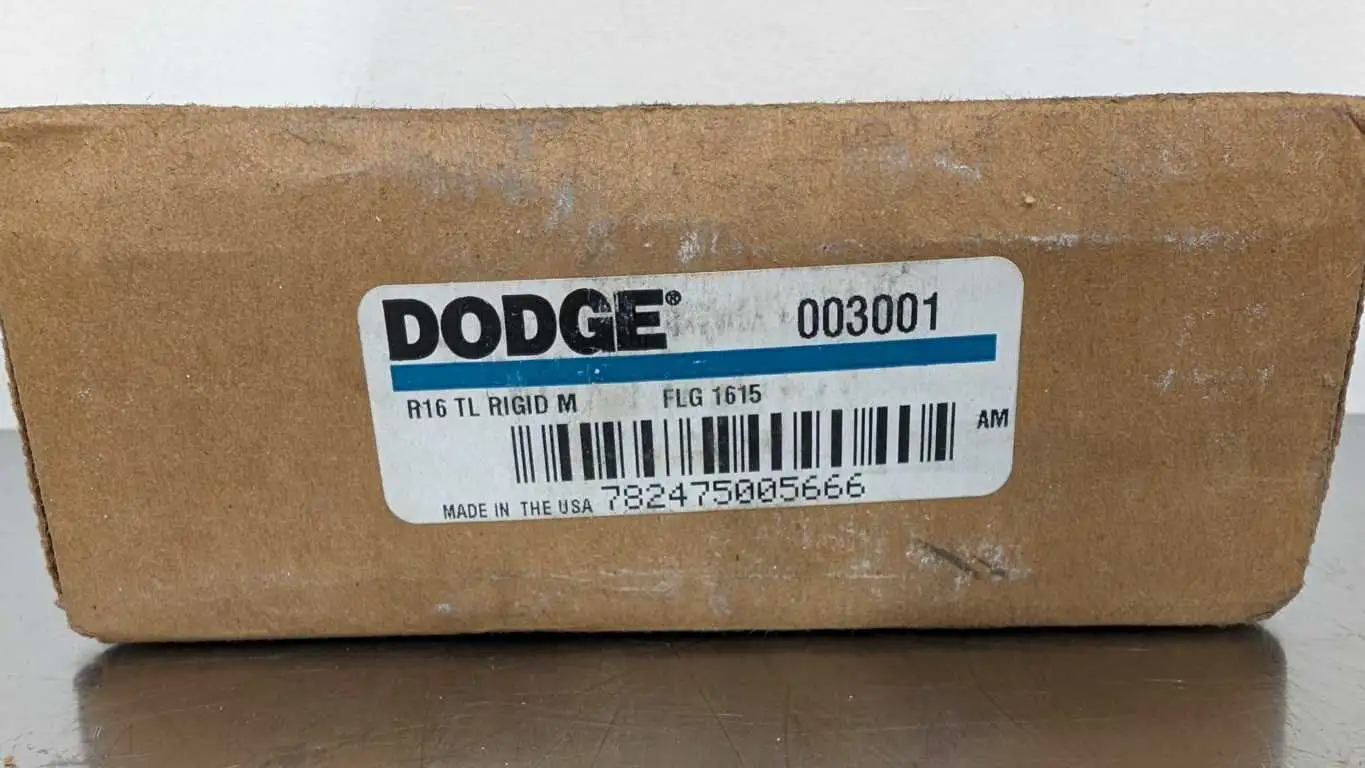 DODGE® 003001
R16 TL RIGID M FLG 1615
AM
MADE IN THE USA 782475005666